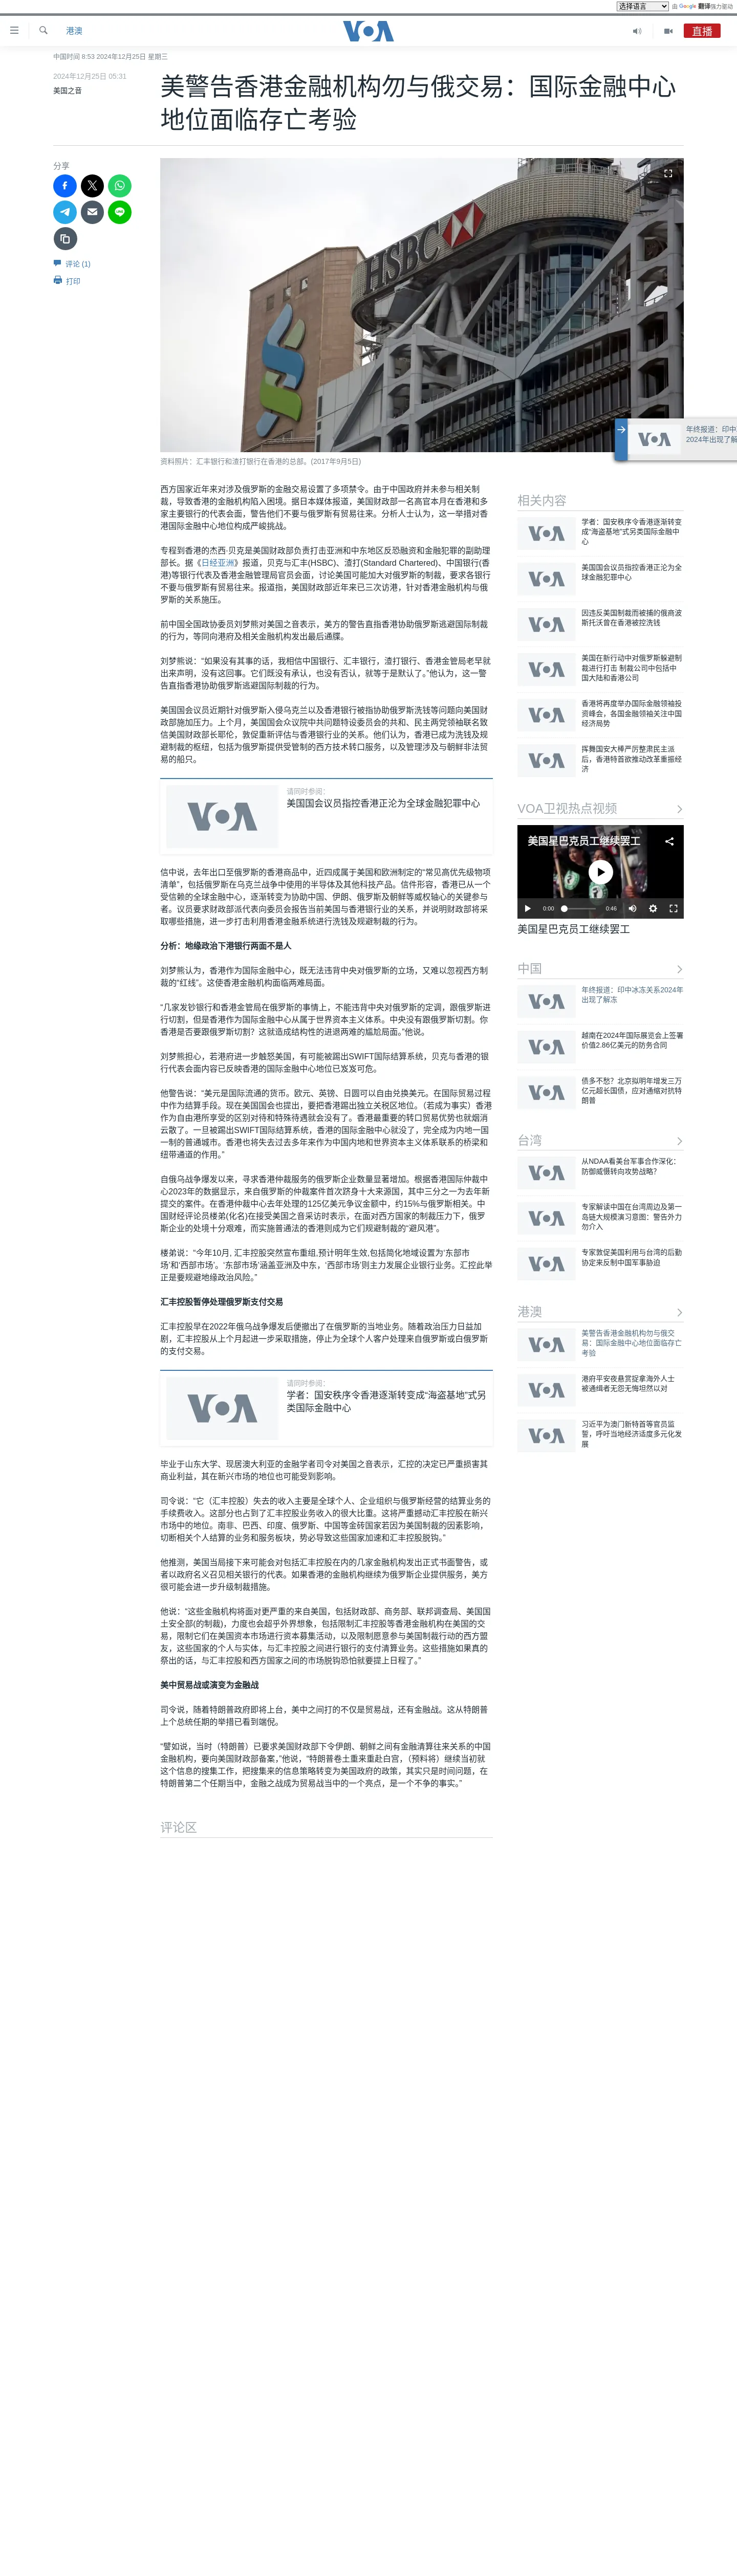 选择语言
由 Google 翻译强力驱动
港澳
VOA
直播
中国时间 8:53 2024年12月25日 星期三
2024年12月25日 05:31
美国之音
美警告香港金融机构勿与俄交易：国际金融中心
地位面临存亡考验
分享
评论 (1)
打印
HSBC
资料照片：汇丰银行和渣打银行在香港的总部。(2017年9月5日)
年终报道：印中
2024年出现了解
西方国家近年来对涉及俄罗斯的金融交易设置了多项禁令。由于中国政府并未参与相关制
裁，导致香港的金融机构陷入困境。据日本媒体报道，美国财政部一名高官本月在香港和多
家主要银行的代表会面，警告他们不要与俄罗斯有贸易往来。分析人士认为，这一举措对香
港国际金融中心地位构成严峻挑战。
专程到香港的杰西·贝克是美国财政部负责打击亚洲和中东地区反恐融资和金融犯罪的副助理
部长。据《日经亚洲》报道，贝克与汇丰(HSBC)、渣打(Standard Chartered)、中国银行(香
港)等银行代表及香港金融管理局官员会面，讨论美国可能加大对俄罗斯的制裁，要求各银行
不要与俄罗斯有贸易往来。报道指，美国财政部近年来已三次访港，针对香港金融机构与俄
罗斯的关系施压。
前中国全国政协委员刘梦熊对美国之音表示，美方的警告直指香港协助俄罗斯逃避国际制裁
的行为，等同向港府及相关金融机构发出最后通牒。
刘梦熊说：“如果没有其事的话，我相信中国银行、汇丰银行，渣打银行、香港金管局老早就
出来声明，没有这回事。它们既没有承认，也没有否认，就等于是默认了。”他认为，这一警
告直指香港协助俄罗斯逃避国际制裁的行为。
美国国会议员近期针对俄罗斯入侵乌克兰以及香港银行被指协助俄罗斯洗钱等问题向美国财
政部施加压力。上个月，美国国会众议院中共问题特设委员会的共和、民主两党领袖联名致
信美国财政部长耶伦，敦促重新评估与香港银行业的关系。他们认为，香港已成为洗钱及规
避制裁的枢纽，包括为俄罗斯提供受管制的西方技术转口服务，以及管理涉及与朝鲜非法贸
易的船只。
请同时参阅：
美国国会议员指控香港正沦为全球金融犯罪中心
VOA
信中说，去年出口至俄罗斯的香港商品中，近四成属于美国和欧洲制定的“常见高优先级物项
清单”，包括俄罗斯在乌克兰战争中使用的半导体及其他科技产品。信件形容，香港已从一个
受信赖的全球金融中心，逐渐转变为协助中国、伊朗、俄罗斯及朝鲜等威权轴心的关键参与
者。议员要求财政部派代表向委员会报告当前美国与香港银行业的关系，并说明财政部将采
取哪些措施，进一步打击利用香港金融系统进行洗钱及规避制裁的行为。
分析：地缘政治下港银行两面不是人
刘梦熊认为，香港作为国际金融中心，既无法违背中央对俄罗斯的立场，又难以忽视西方制
裁的“红线”。这使香港金融机构面临两难局面。
“几家发钞银行和香港金管局在俄罗斯的事情上，不能违背中央对俄罗斯的定调，跟俄罗斯进
行切割，但是香港作为国际金融中心从属于世界资本主义体系。中央没有跟俄罗斯切割。你
香港是否要跟俄罗斯切割？这就造成结构性的进退两难的尴尬局面。”他说。
刘梦熊担心，若港府进一步触怒美国，有可能被踢出SWIFT国际结算系统，贝克与香港的银
行代表会面内容已反映香港的国际金融中心地位已岌岌可危。
他警告说：“美元是国际流通的货币。欧元、英镑、日圆可以自由兑换美元。在国际贸易过程
中作为结算手段。现在美国国会也提出，要把香港踢出独立关税区地位。（若成为事实）香港
作为自由港所享受的区别对待和特殊待遇就会没有了。香港最重要的转口贸易优势也就烟消
云散了。一旦被踢出SWIFT国际结算系统，香港的国际金融中心就没了，完全成为内地一国
一制的普通城市。香港也将失去过去多年来作为中国内地和世界资本主义体系联系的桥梁和
纽带通道的作用。”
自俄乌战争爆发以来，寻求香港仲裁服务的俄罗斯企业数量显著增加。根据香港国际仲裁中
心2023年的数据显示，来自俄罗斯的仲裁案件首次跻身十大来源国，其中三分之一为去年新
提交的案件。在香港仲裁中心去年处理的125亿美元争议金额中，约15%与俄罗斯相关。中
国财经评论员楼弟(化名)在接受美国之音采访时表示，在面对西方国家的制裁压力下，俄罗
斯企业的处境十分艰难，而实施普通法的香港则成为它们规避制裁的“避风港”。
楼弟说：“今年10月, 汇丰控股突然宣布重组,预计明年生效,包括简化地域设置为‘东部市
场’和‘西部市场’。‘东部市场’涵盖亚洲及中东，‘西部市场’则主力发展企业银行业务。汇控此举
正是要规避地缘政治风险。”
汇丰控股暂停处理俄罗斯支付交易
汇丰控股早在2022年俄乌战争爆发后便撤出了在俄罗斯的当地业务。随着政治压力日益加
剧，汇丰控股从上个月起进一步采取措施，停止为全球个人客户处理来自俄罗斯或白俄罗斯
的支付交易。
请同时参阅：
学者：国安秩序令香港逐渐转变成“海盗基地”式另
类国际金融中心
VOA
毕业于山东大学、现居澳大利亚的金融学者司令对美国之音表示，汇控的决定已严重损害其
商业利益，其在新兴市场的地位也可能受到影响。
司令说：“它（汇丰控股）失去的收入主要是全球个人、企业组织与俄罗斯经营的结算业务的
手续费收入。这部分也占到了汇丰控股业务收入的很大比重。这将严重撼动汇丰控股在新兴
市场中的地位。南非、巴西、印度、俄罗斯、中国等金砖国家若因为美国制裁的因素影响，
切断相关个人结算的业务和服务板块，势必导致这些国家加速和汇丰控股脱钩。”
他推测，美国当局接下来可能会对包括汇丰控股在内的几家金融机构发出正式书面警告，或
者以政府名义召见相关银行的代表。如果香港的金融机构继续为俄罗斯企业提供服务，美方
很可能会进一步升级制裁措施。
他说：“这些金融机构将面对更严重的来自美国，包括财政部、商务部、联邦调查局、美国国
土安全部(的制裁)，力度也会超乎外界想象，包括限制汇丰控股等香港金融机构在美国的交
易，限制它们在美国资本市场进行资本募集活动，以及限制愿意参与美国制裁行动的西方盟
友，这些国家的个人与实体，与汇丰控股之间进行银行的支付清算业务。这些措施如果真的
祭出的话，与汇丰控股和西方国家之间的市场脱钩恐怕就要提上日程了。”
美中贸易战或演变为金融战
司令说，随着特朗普政府即将上台，美中之间打的不仅是贸易战，还有金融战。这从特朗普
上个总统任期的举措已看到端倪。
“譬如说，当时（特朗普）已要求美国财政部下令伊朗、朝鲜之间有金融清算往来关系的中国
金融机构，要向美国财政部备案，”他说，“特朗普卷土重来重赴白宫，（预料将）继续当初就
这个信息的搜集工作，把搜集来的信息策略转变为美国政府的政策，其实只是时间问题，在
特朗普第二个任期当中，金融之战成为贸易战当中的一个亮点，是一个不争的事实。”
评论区
相关内容
学者：国安秩序令香港逐渐转变
成“海盗基地”式另类国际金融中
心
美国国会议员指控香港正沦为全
球金融犯罪中心
因违反美国制裁而被捕的俄商波
斯托沃曾在香港被控洗钱
美国在新行动中对俄罗斯躲避制
裁进行打击 制裁公司中包括中
国大陆和香港公司
香港将再度举办国际金融领袖投
资峰会，各国金融领袖关注中国
经济局势
挥舞国安大棒严厉整肃民主派
后，香港特首欲推动改革重振经
济
VOA卫视热点视频
美国星巴克员工继续罢工
0:00
0:46
美国星巴克员工继续罢工
中国
年终报道：印中冰冻关系2024年
出现了解冻
越南在2024年国际展览会上签署
价值2.86亿美元的防务合同
债多不愁？北京拟明年增发三万
亿元超长国债，应对通缩对抗特
朗普
台湾
从NDAA看美台军事合作深化：
防御威慑转向攻势战略？
专家解读中国在台湾周边及第一
岛链大规模演习意图：警告外力
勿介入
专家敦促美国利用与台湾的后勤
协定来反制中国军事胁迫
港澳
美警告香港金融机构勿与俄交
易：国际金融中心地位面临存亡
考验
港府平安夜悬赏捉拿海外人士
被通缉者无怨无悔坦然以对
习近平为澳门新特首等官员监
誓，呼吁当地经济适度多元化发
展